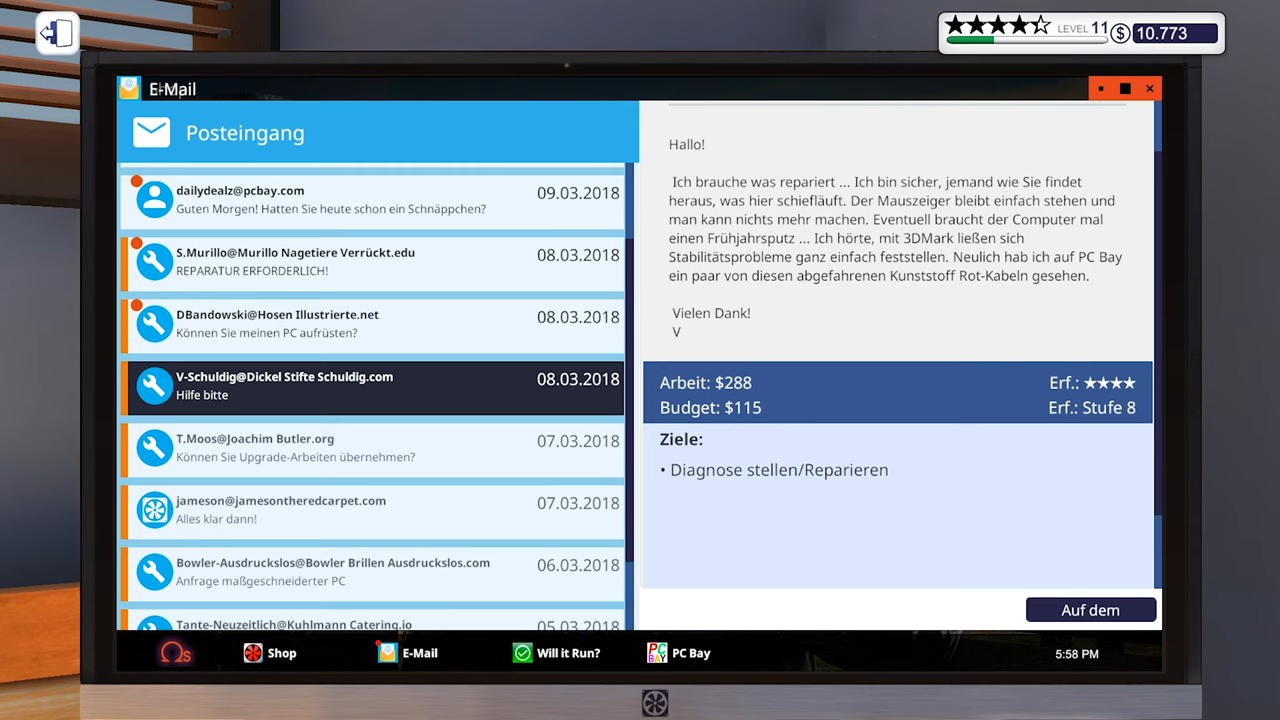 LEVEL 11
$ 10.773
E-Mail
Posteingang
dailydealz@pcbay.com
09.03.2018
Guten Morgen! Hatten Sie heute schon ein Schnäppchen?
S.Murillo@Murillo Nagetiere Verrückt.edu
08.03.2018
REPARATUR ERFORDERLICH!
DBandowski@Hosen Illustrierte.net
08.03.2018
Können Sie meinen PC aufrüsten?
V-Schuldig@Dickel Stifte Schuldig.com
08.03.2018
Hilfe bitte
T.Moos@Joachim Butler.org
07.03.2018
Können Sie Upgrade-Arbeiten übernehmen?
jameson@jamesontheredcarpet.com
07.03.2018
Alles klar dann!
Bowler-Ausdruckslos@Bowler Brillen Ausdruckslos.com
06.03.2018
Anfrage maßgeschneiderter PC
Tante-Neuzeitlich@Kuhlmann Catering.io
05.03.2018
Hallo!
Ich brauche was repariert ... Ich bin sicher, jemand wie Sie findet
heraus, was hier schiefläuft. Der Mauszeiger bleibt einfach stehen und
man kann nichts mehr machen. Eventuell braucht der Computer mal
einen Frühjahrsputz ... Ich hörte, mit 3DMark ließen sich
Stabilitätsprobleme ganz einfach feststellen. Neulich hab ich auf PC Bay
ein paar von diesen abgefahrenen Kunststoff Rot-Kabeln gesehen.
Vielen Dank!
V
Arbeit: $288
Erf.: ★★★★
Budget: $115
Erf.: Stufe 8
Ziele:
• Diagnose stellen/Reparieren
Auf dem
Ωs
Shop
E-Mail
Will it Run?
PC BAY
PC Bay
5:58 PM